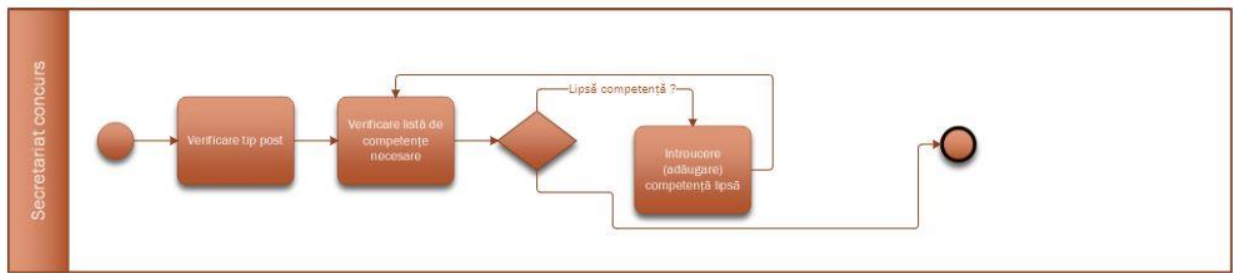 Secretariat concurs
Verificare tip post
Verificare listă de
competențe
necesare
Lipsă competență ?
Introucere
(adăugare)
competență lipsă